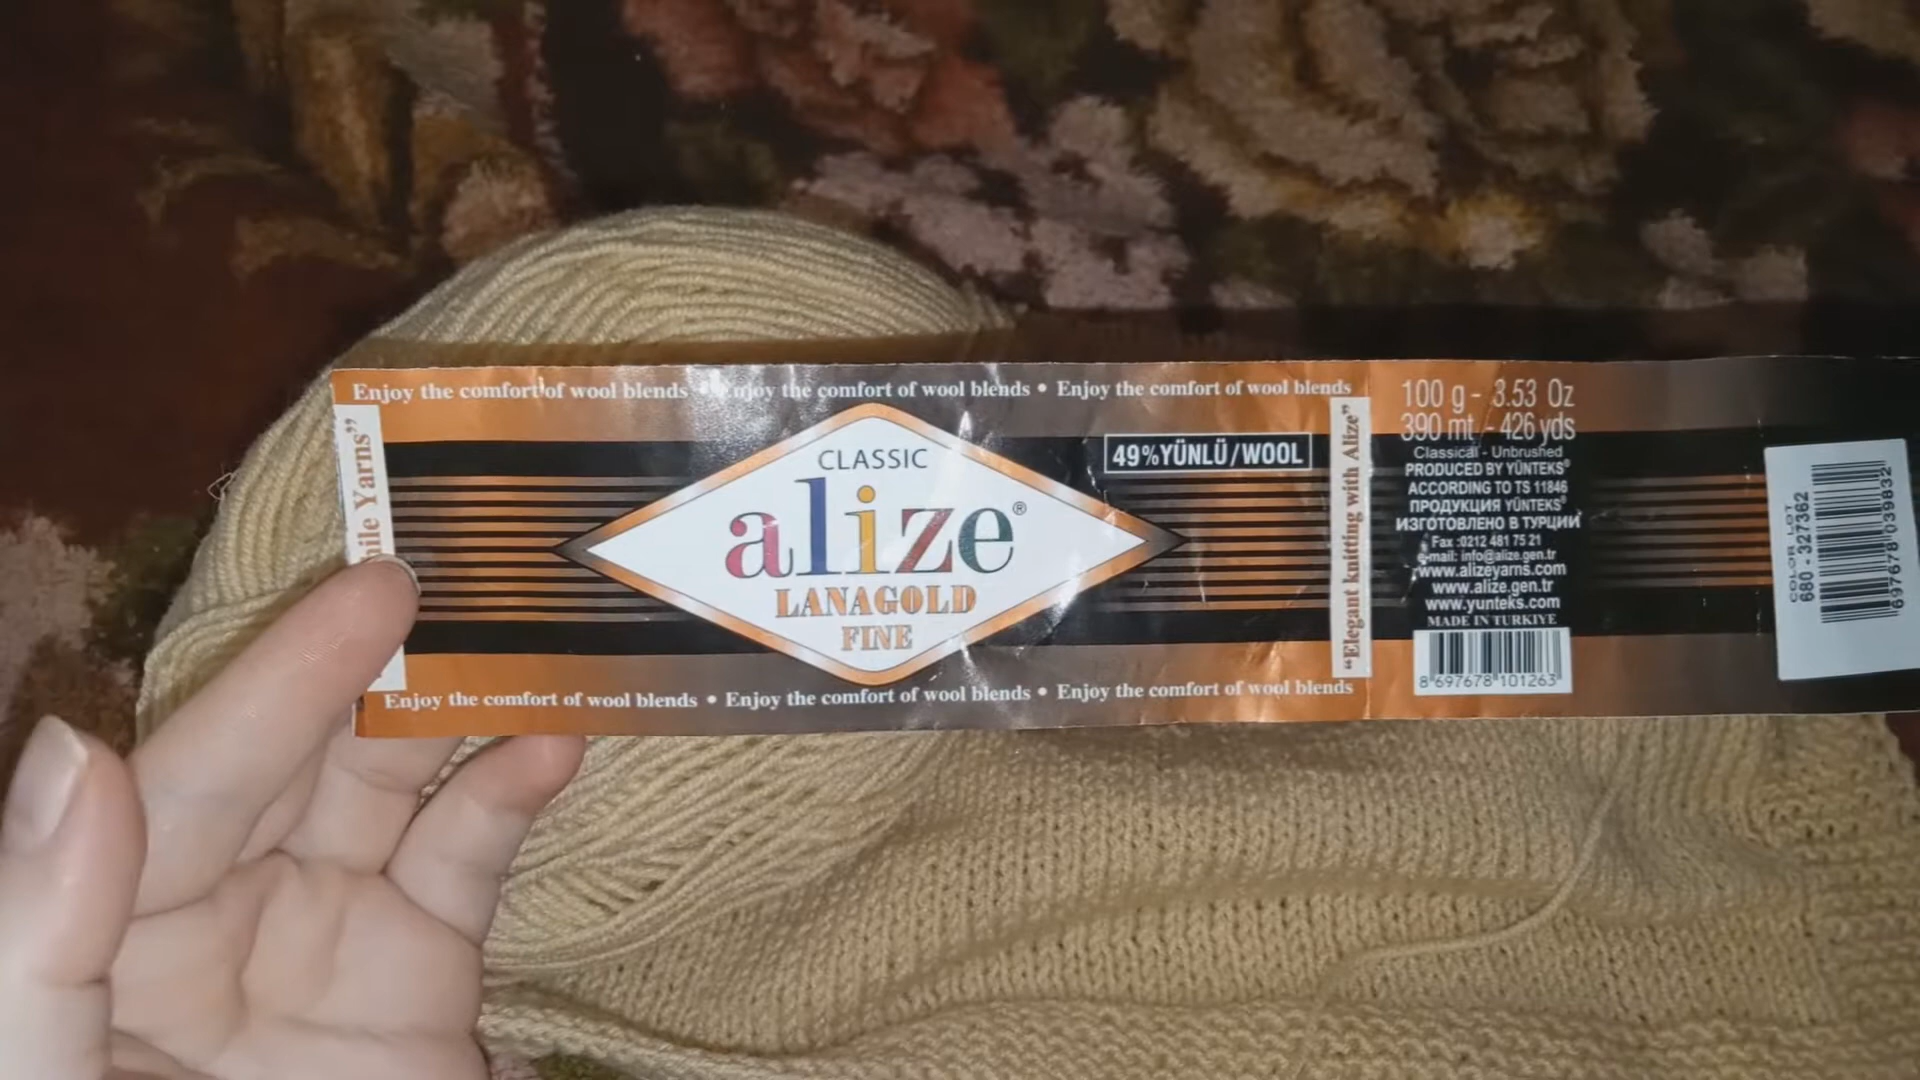 Enjoy the comfort of wool blends • Enjoy the comfort of wool blends • Enjoy the comfort of wool blends
Yarns”
CLASSIC
alize®
LANAGOLD
FINE
49%YÜNLÜ/WOOL
“Elegant knitting with Alize”
Enjoy the comfort of wool blends • Enjoy the comfort of wool blends • Enjoy the comfort of wool blends
100 g - 3.53 Oz
390 mt - 426 yds
Classical - Unbrushed
PRODUCED BY YÜNTEKS®
ACCORDING TO TS 11846
ПРОДУКЦИЯ YÜNTEKS®
ИЗГОТОВЛЕНО В ТУРЦИИ
Fax :0212 481 75 21
e-mail: info@alize.gen.tr
www.alizeyarns.com
www.alize.gen.tr
www.yunteks.com
MADE IN TURKIYE
8 697678 101263
COLOR LOT
680 - 327362
697678 039832